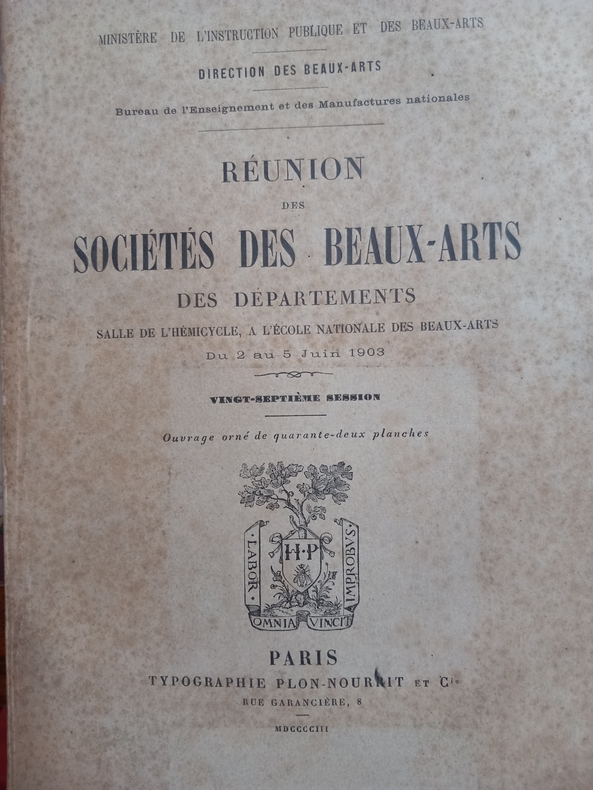 MINISTÈRE DE L'INSTRUCTION PUBLIQUE ET DES BEAUX-ARTS
DIRECTION DES BEAUX-ARTS
Bureau de l'Enseignement et des Manufactures nationales
RÉUNION
DES
SOCIÉTÉS DES BEAUX-ARTS
DES DÉPARTEMENTS
SALLE DE L'HÉMICYCLE, A L'ÉCOLE NATIONALE DES BEAUX-ARTS
Du 2 au 5 Juin 1903
VINGT-SEPTIÈME SESSION
Ouvrage orné de quarante-deux planches
H·P
·LABOR·
IMPROBVS·
OMNIA VINCIT
PARIS
TYPOGRAPHIE PLON-NOURRIT ET Cie
RUE GARANCIÈRE, 8
MDCCCCIII